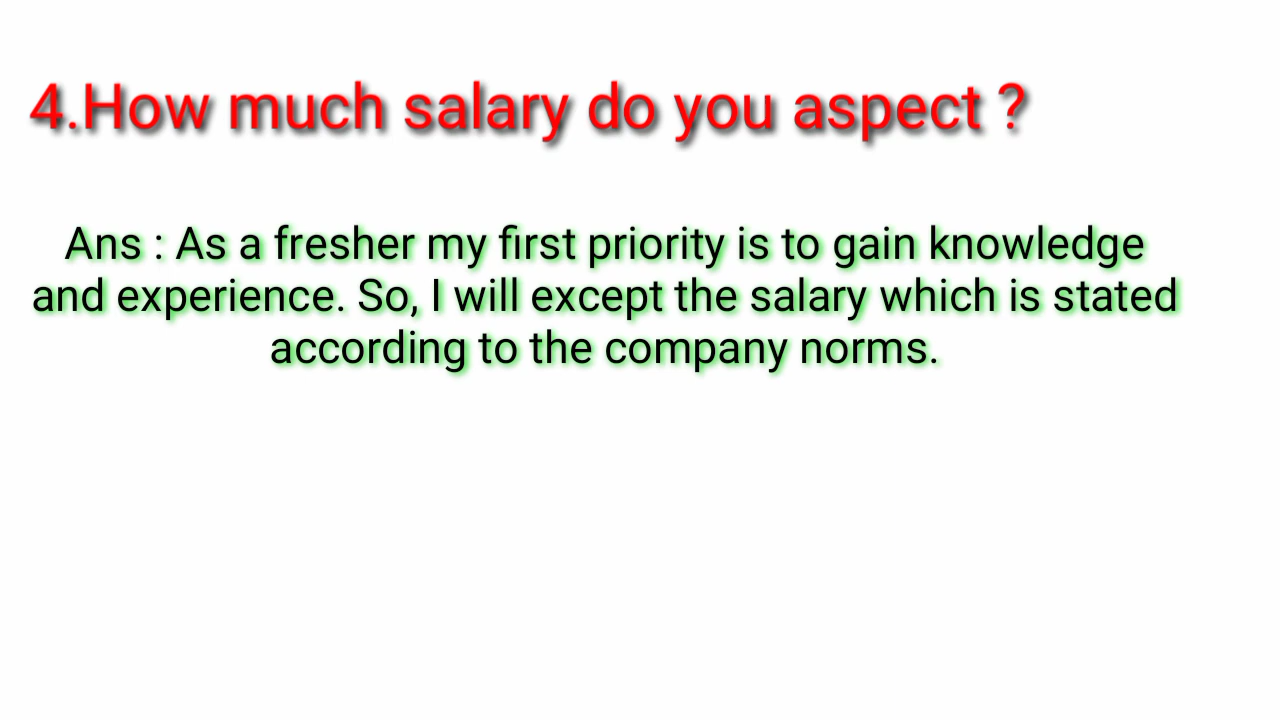 4.How much salary do you aspect ?
Ans : As a fresher my first priority is to gain knowledge
and experience. So, I will except the salary which is stated
according to the company norms.